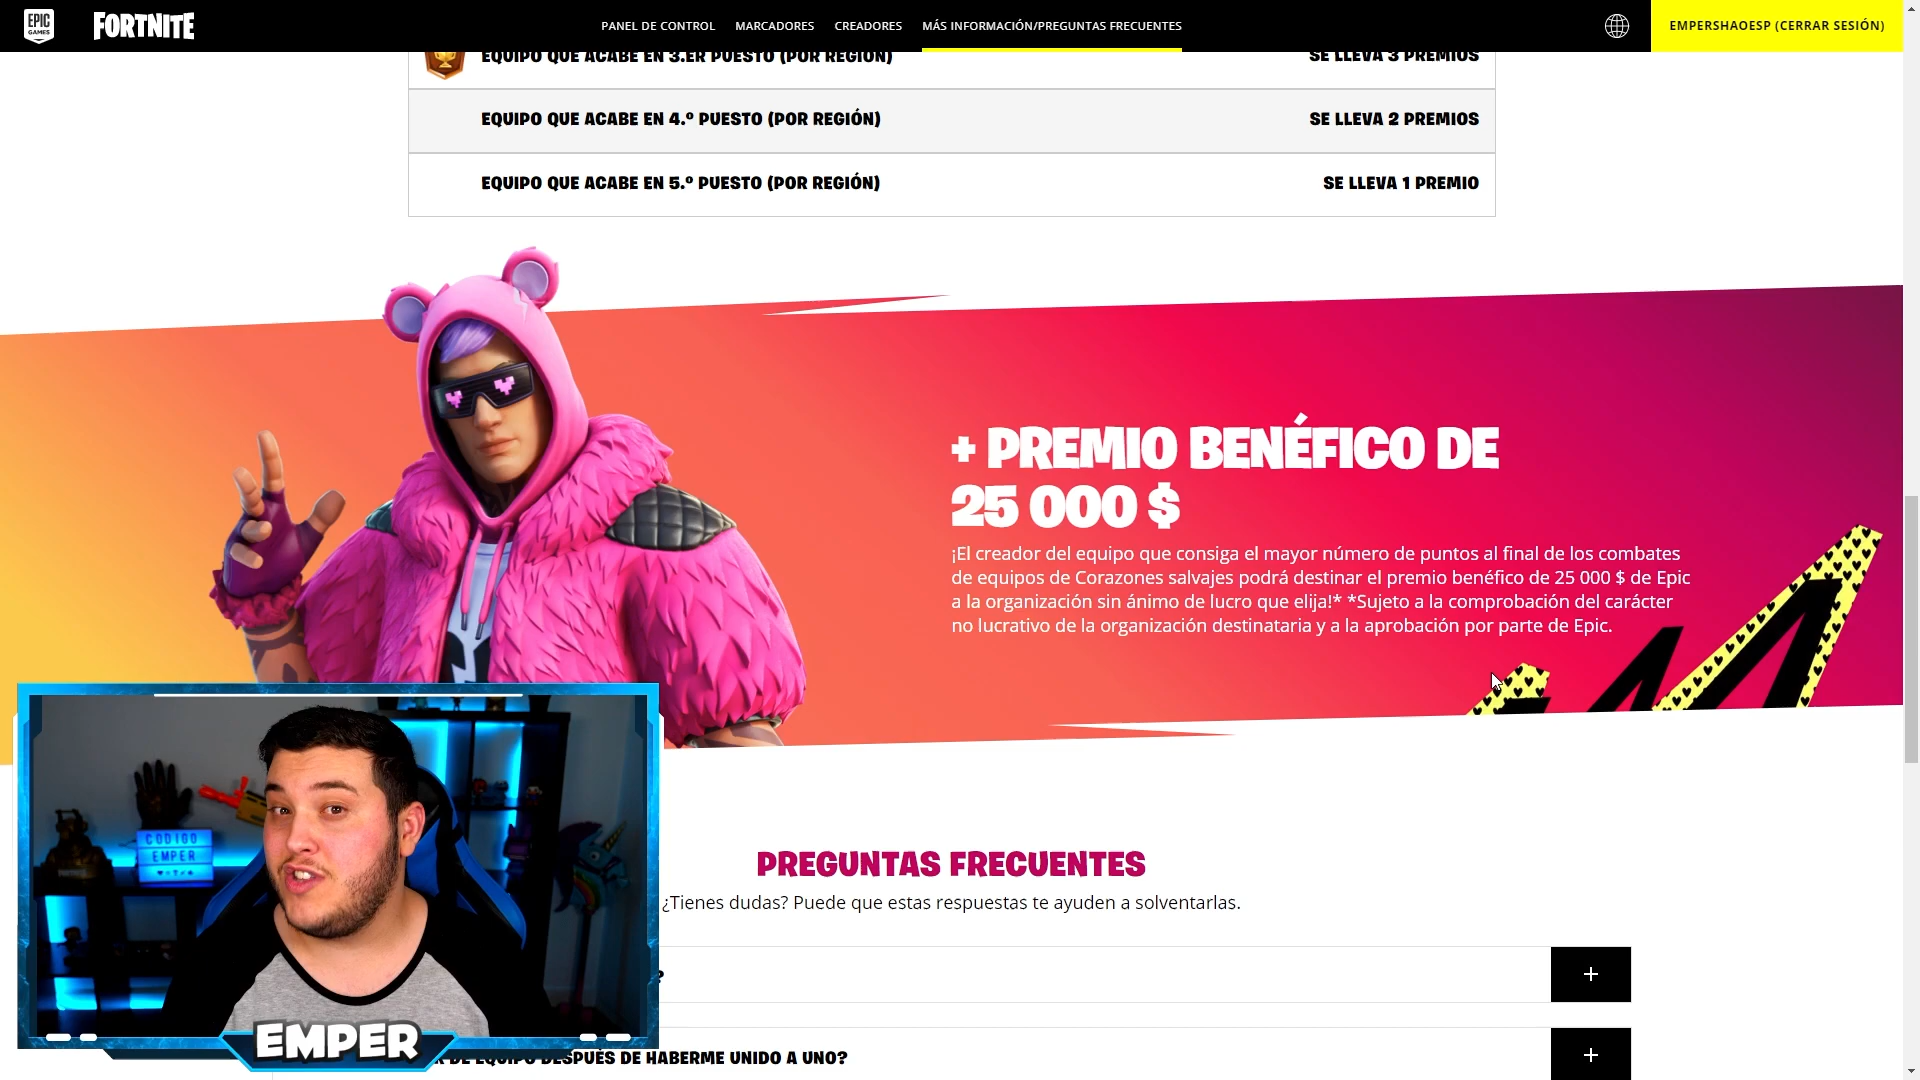 EPIC
GAMES
FORTNITE
PANEL DE CONTROL
MARCADORES
CREADORES
MÁS INFORMACIÓN/PREGUNTAS FRECUENTES
EMPERSHAOESP (CERRAR SESIÓN)
EQUIPO QUE ACABE EN 3.ER PUESTO (POR REGIÓN)
SE LLEVA 3 PREMIOS
EQUIPO QUE ACABE EN 4.º PUESTO (POR REGIÓN)
SE LLEVA 2 PREMIOS
EQUIPO QUE ACABE EN 5.º PUESTO (POR REGIÓN)
SE LLEVA 1 PREMIO
+ PREMIO BENÉFICO DE
25 000 $
¡El creador del equipo que consiga el mayor número de puntos al final de los combates
de equipos de Corazones salvajes podrá destinar el premio benéfico de 25 000 $ de Epic
a la organización sin ánimo de lucro que elija!* *Sujeto a la comprobación del carácter
no lucrativo de la organización destinataria y a la aprobación por parte de Epic.
PREGUNTAS FRECUENTES
¿Tienes dudas? Puede que estas respuestas te ayuden a solventarlas.
?
DE EQUIPO DESPUÉS DE HABERME UNIDO A UNO?
CODIGO
EMPER
EMPER